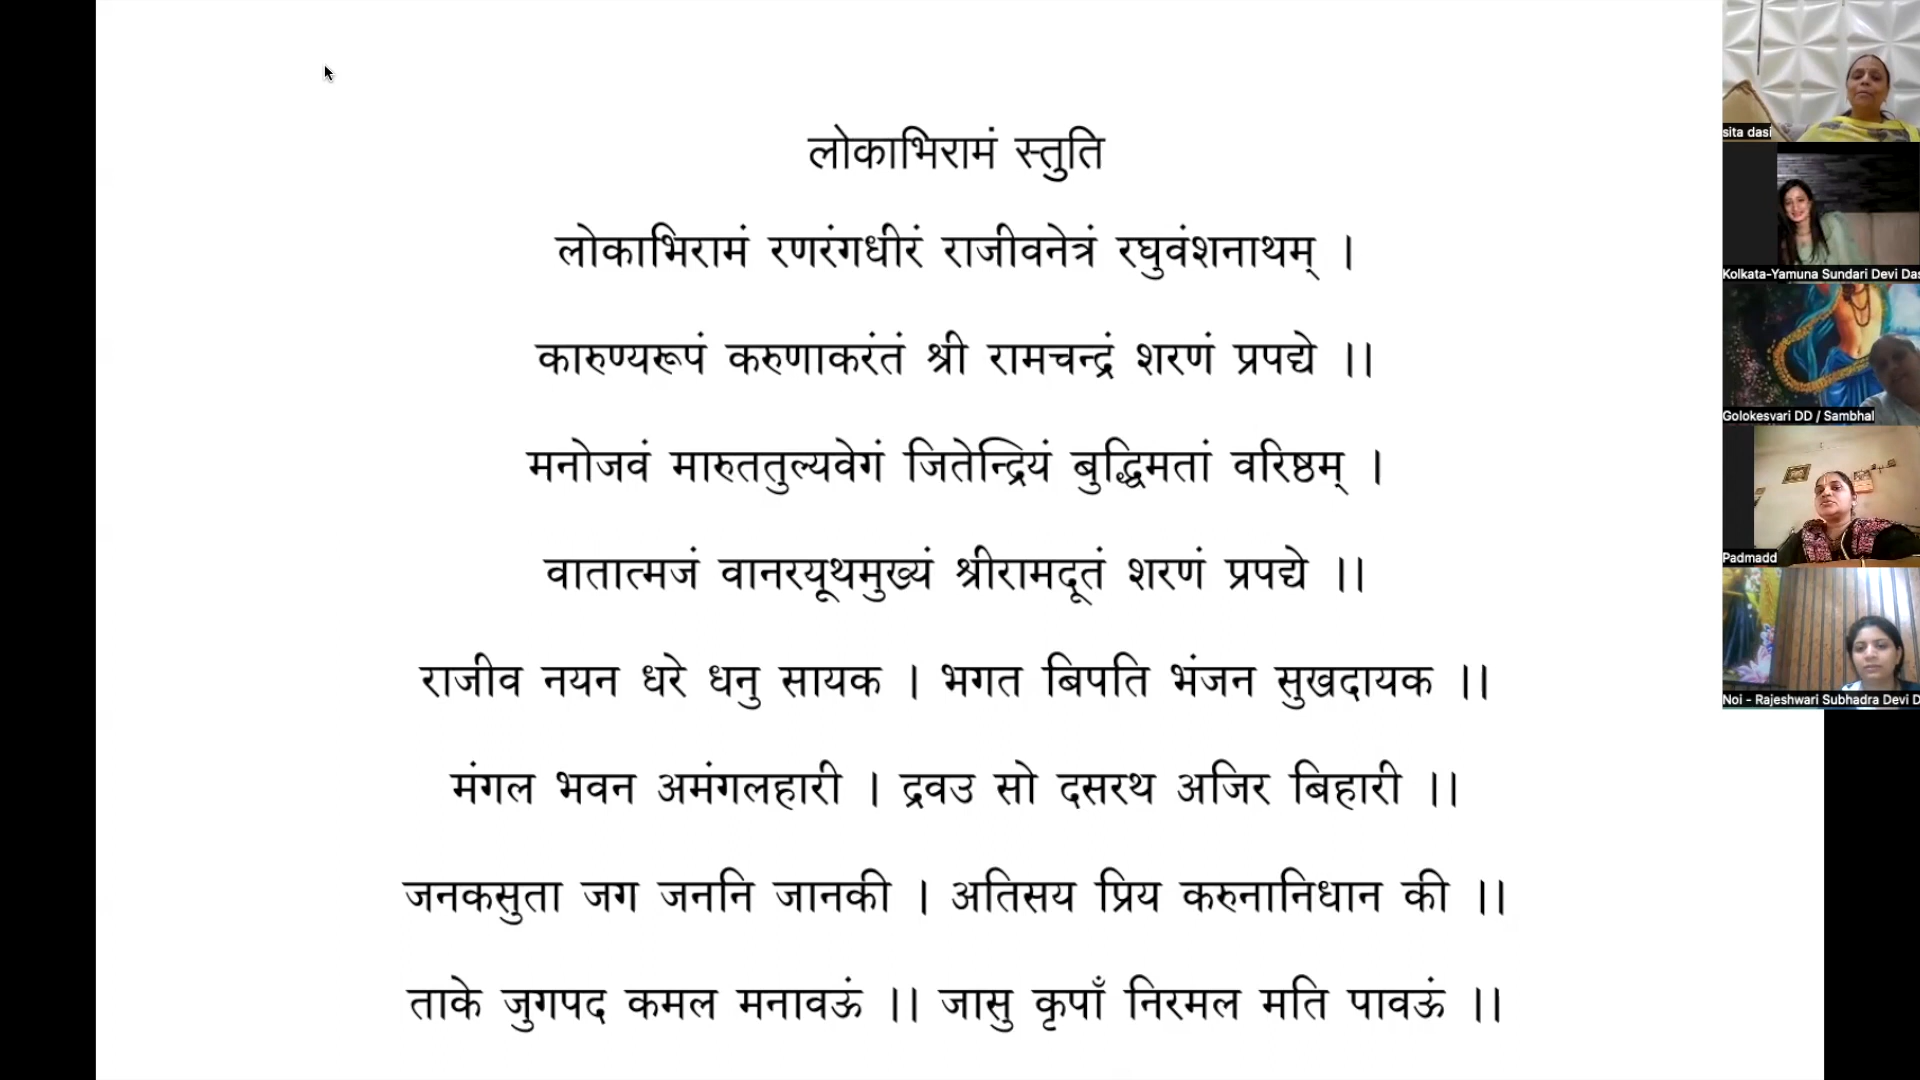 लोकाभिरामं स्तुति
लोकाभिरामं रणरंगधीरं राजीवनेत्रं रघुवंशनाथम् ।
कारुण्यरूपं करुणाकरंतं श्री रामचन्द्रं शरणं प्रपद्ये ।।
मनोजवं मारुततुल्यवेगं जितेन्द्रियं बुद्धिमतां वरिष्ठम् ।
वातात्मजं वानरयूथमुख्यं श्रीरामदूतं शरणं प्रपद्ये ।।
राजीव नयन धरे धनु सायक । भगत बिपति भंजन सुखदायक ।।
मंगल भवन अमंगलहारी । द्रवउ सो दसरथ अजिर बिहारी ।।
जनकसुता जग जननि जानकी । अतिसय प्रिय करुनानिधान की ।।
ताके जुगपद कमल मनावऊं ।। जासु कृपाँ निरमल मति पावऊं ।।
sita dasi
Kolkata-Yamuna Sundari Devi Das
Golokesvari DD / Sambhal
Padmadd
Noi - Rajeshwari Subhadra Devi D